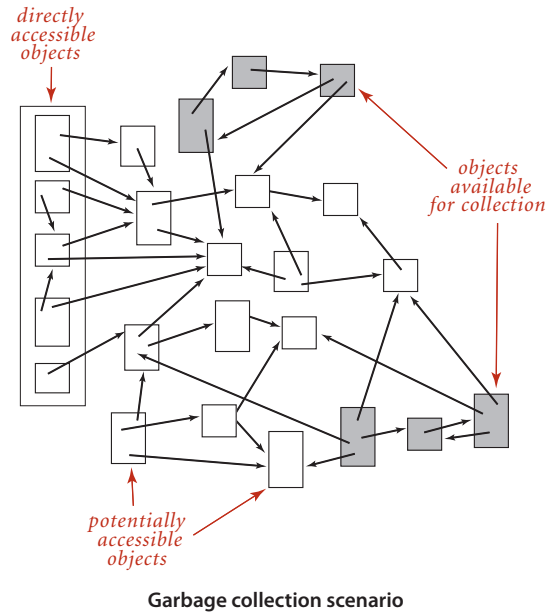 directly
accessible
objects
objects
available
for collection
potentially
accessible
objects
Garbage collection scenario